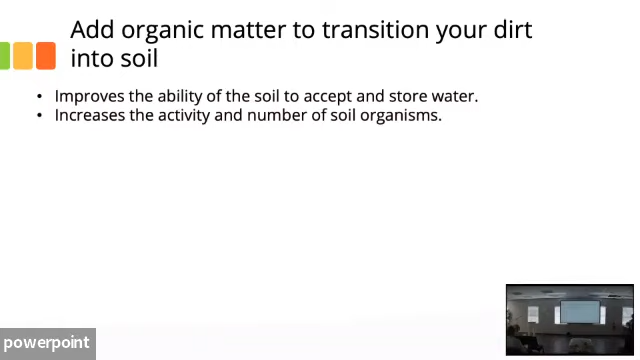 Add organic matter to transition your dirt
into soil
• Improves the ability of the soil to accept and store water.
• Increases the activity and number of soil organisms.
powerpoint